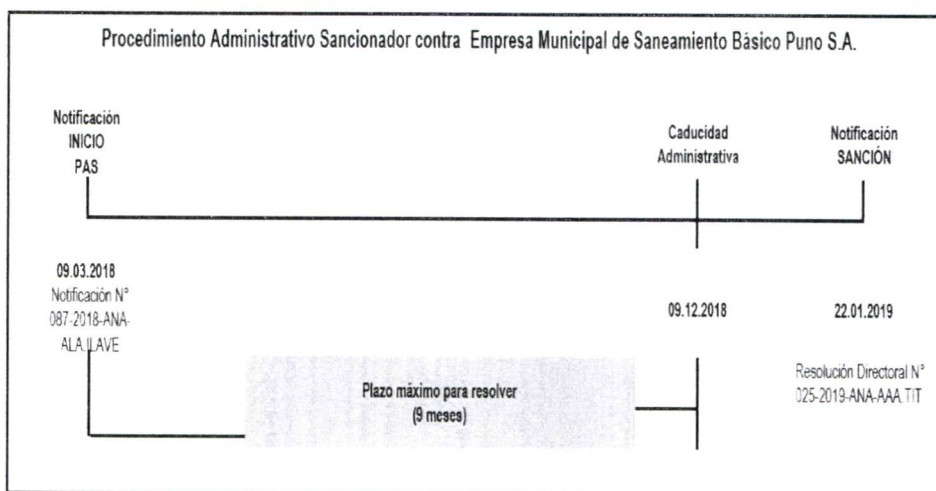 Procedimiento Administrativo Sancionador contra Empresa Municipal de Saneamiento Básico Puno S.A.
Notificación
INICIO
PAS
Caducidad
Administrativa
Notificación
SANCIÓN
09.03.2018
Notificación N°
087-2018-ANA-
ALA.ILAVE
09.12.2018
22.01.2019
Resolución Directoral N°
025-2019-ANA-AAA.TIT
Plazo máximo para resolver
(9 meses)